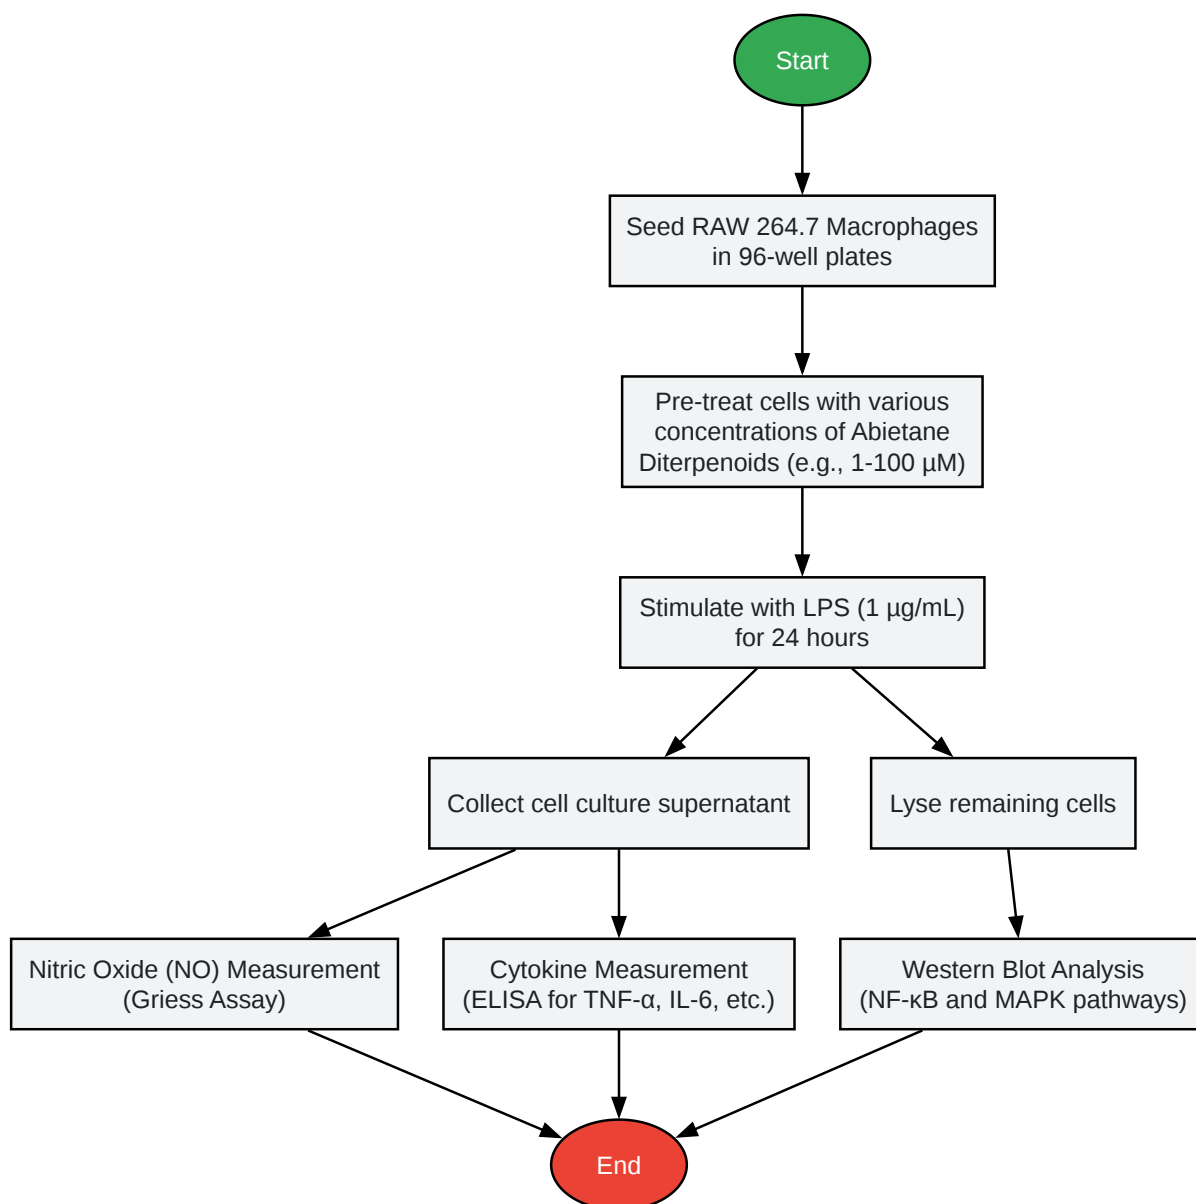 Start
Seed RAW 264.7 Macrophages
in 96-well plates
Pre-treat cells with various
concentrations of Abietane
Diterpenoids (e.g., 1-100 µM)
Stimulate with LPS (1 µg/mL)
for 24 hours
Collect cell culture supernatant
Lyse remaining cells
Nitric Oxide (NO) Measurement
(Griess Assay)
Cytokine Measurement
(ELISA for TNF-α, IL-6, etc.)
Western Blot Analysis
(NF-κB and MAPK pathways)
End